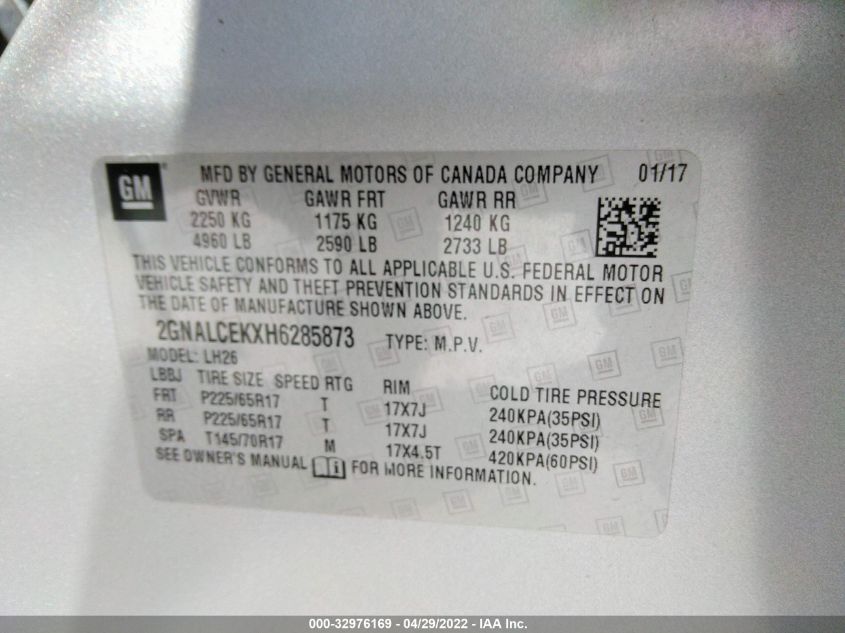 GM
MFD BY GENERAL MOTORS OF CANADA COMPANY 01/17
GVWR GAWR FRT GAWR RR
2250 KG 1175 KG 1240 KG
4960 LB 2590 LB 2733 LB
THIS VEHICLE CONFORMS TO ALL APPLICABLE U.S. FEDERAL MOTOR
VEHICLE SAFETY AND THEFT PREVENTION STANDARDS IN EFFECT ON
THE DATE OF MANUFACTURE SHOWN ABOVE.
2GNALCEKXH6285873 TYPE: M.P.V.
MODEL: LH26
LBBJ TIRE SIZE SPEED RTG RIM COLD TIRE PRESSURE
FRT P225/65R17 T 17X7J 240KPA(35PSI)
RR P225/65R17 T 17X7J 240KPA(35PSI)
SPA T145/70R17 M 17X4.5T 420KPA(60PSI)
SEE OWNER'S MANUAL FOR MORE INFORMATION.
000-32976169 - 04/29/2022 - IAA Inc.